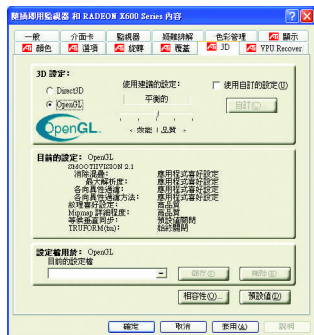 隨插即用監視器 和 RADEON X600 Series 內容
一般 介面卡 監視器 疑難排解 色彩管理 顯示
顏色 選項 旋轉 覆蓋 3D VPU Recover
3D 設定:
Direct3D
OpenGL
使用建議的設定:
平衡的
使用自訂的設定(U)
自訂(C)...
OpenGL
‹ 效能 | 品質 ›
目前的設定: OpenGL
SMOOTHVISION 2.1
消除混疊: 應用程式喜好設定
最大解析度: 應用程式喜好設定
各向異性過濾: 應用程式喜好設定
各向異性過濾方法: 應用程式喜好設定
紋理喜好設定: 高品質
Mipmap 詳細程度: 高品質
等候垂直同步: 預設值關閉
TRUFORM(tm): 始終關閉
設定檔用於: OpenGL
目前的設定檔
儲存(S)
刪除(E)
相容性(O)...
預設值(D)
確定 取消 套用(A) 說明